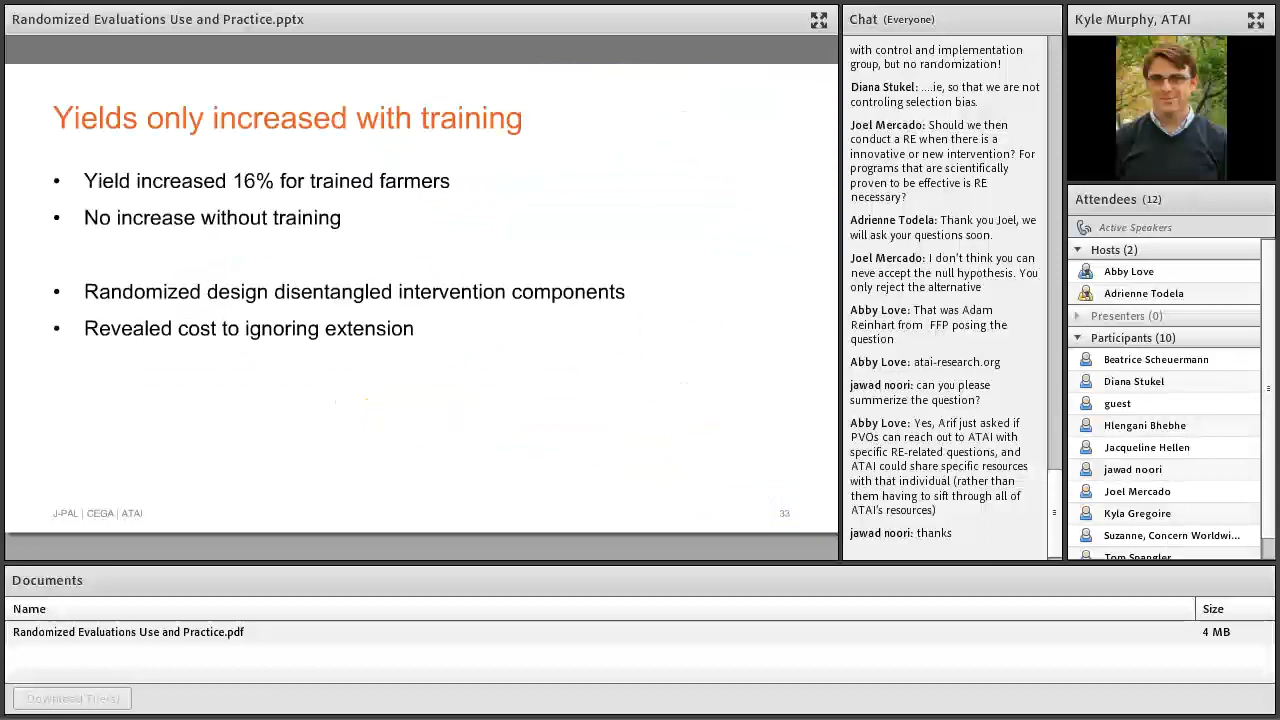 Randomized Evaluations Use and Practice.pptx
Yields only increased with training
• Yield increased 16% for trained farmers
• No increase without training
• Randomized design disentangled intervention components
• Revealed cost to ignoring extension
J-PAL | CEGA | ATAI
33
Chat (Everyone)
with control and implementation
group, but no randomization!
Diana Stukel: ....ie, so that we are not
controling selection bias.
Joel Mercado: Should we then
conduct a RE when there is a
innovative or new intervention? For
programs that are scientifically
proven to be effective is RE
necessary?
Adrienne Todela: Thank you Joel, we
will ask your questions soon.
Joel Mercado: I don't think you can
neve accept the null hypothesis. You
only reject the alternative
Abby Love: That was Adam
Reinhart from FFP posing the
question
Abby Love: atai-research.org
jawad noori: can you please
summerize the question?
Abby Love: Yes, Arif just asked if
PVOs can reach out to ATAI with
specific RE-related questions, and
ATAI could share specific resources
with that individual (rather than
them having to sift through all of
ATAI's resources)
jawad noori: thanks
Kyle Murphy, ATAI
Attendees (12)
Active Speakers
Hosts (2)
Abby Love
Adrienne Todela
Presenters (0)
Participants (10)
Beatrice Scheuermann
Diana Stukel
guest
Hlengani Bhebhe
Jacqueline Hellen
jawad noori
Joel Mercado
Kyla Gregoire
Suzanne, Concern Worldwi...
Tom Spangler
Documents
Name
Size
Randomized Evaluations Use and Practice.pdf
4 MB
Download File(s)